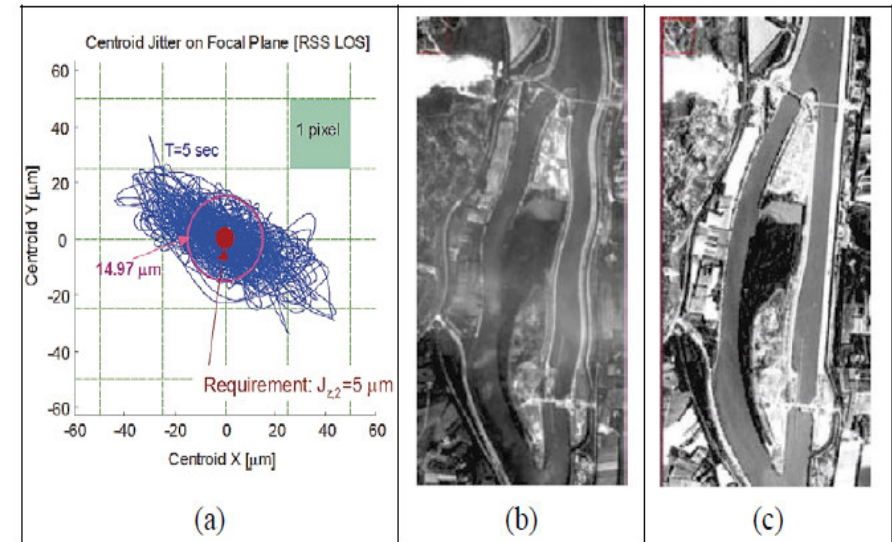 Centroid Jitter on Focal Plane [RSS LOS]
60
40
20
0
-20
-40
-60
Centroid Y [µm]
1 pixel
T=5 sec
14.97 µm
Requirement: Jz,2=5 µm
-60
-40
-20
0
20
40
60
Centroid X [µm]
(a)
(b)
(c)